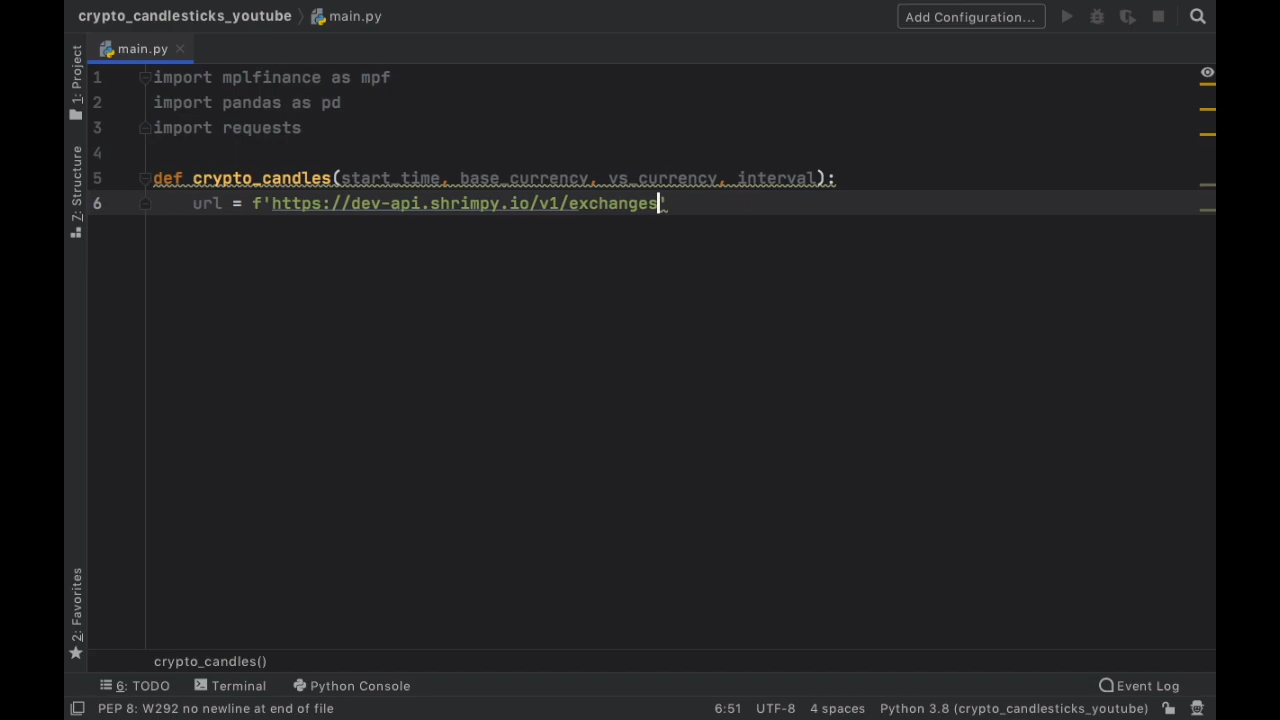 crypto_candlesticks_youtube
main.py
Add Configuration...
main.py
1: Project
7: Structure
2: Favorites
1 import mplfinance as mpf
2 import pandas as pd
3 import requests
4
5 def crypto_candles(start_time, base_currency, vs_currency, interval):
6 url = f'https://dev-api.shrimpy.io/v1/exchanges'
crypto_candles()
6: TODO
Terminal
Python Console
Event Log
PEP 8: W292 no newline at end of file
6:51
UTF-8
4 spaces
Python 3.8 (crypto_candlesticks_youtube)